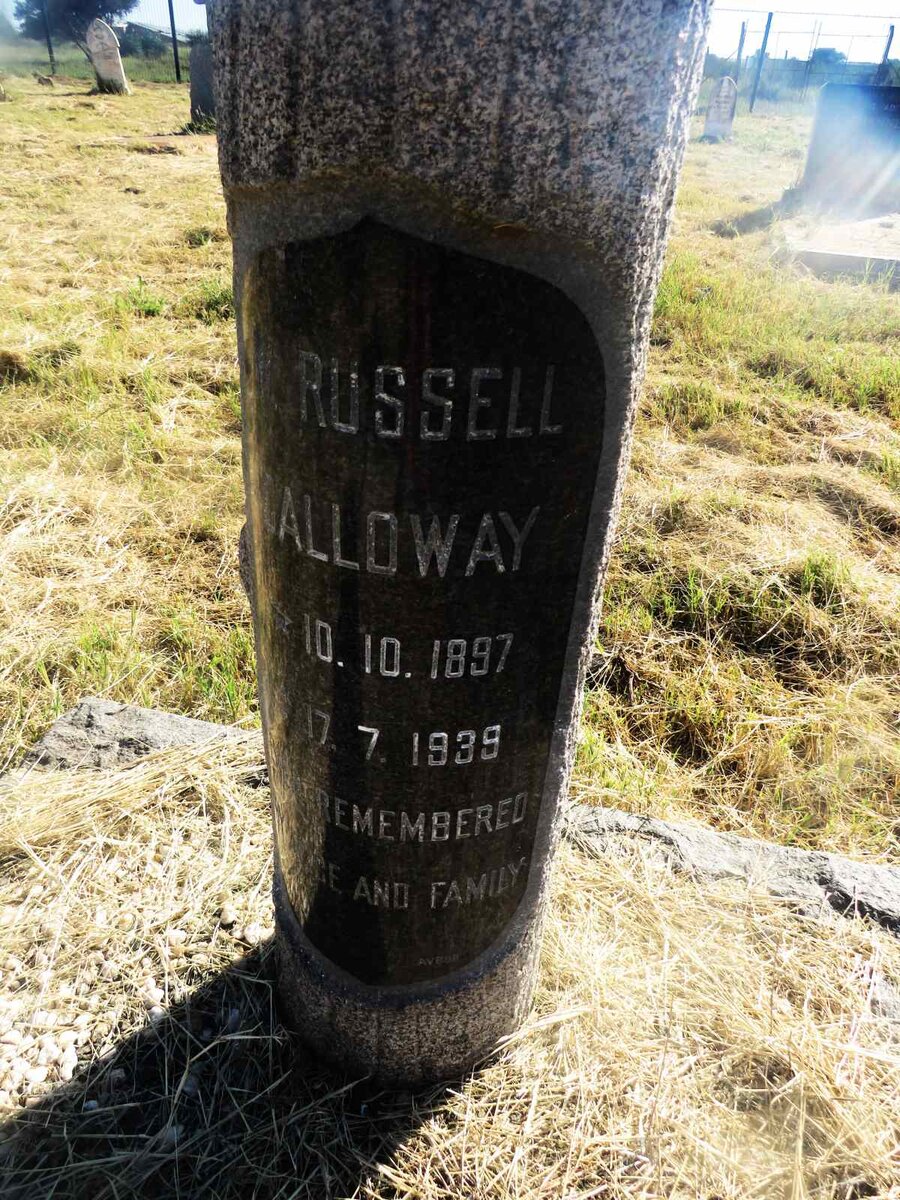 RUSSELL
ALLOWAY
10. 10. 1897
17. 7. 1939
REMEMBERED
AND FAMILY